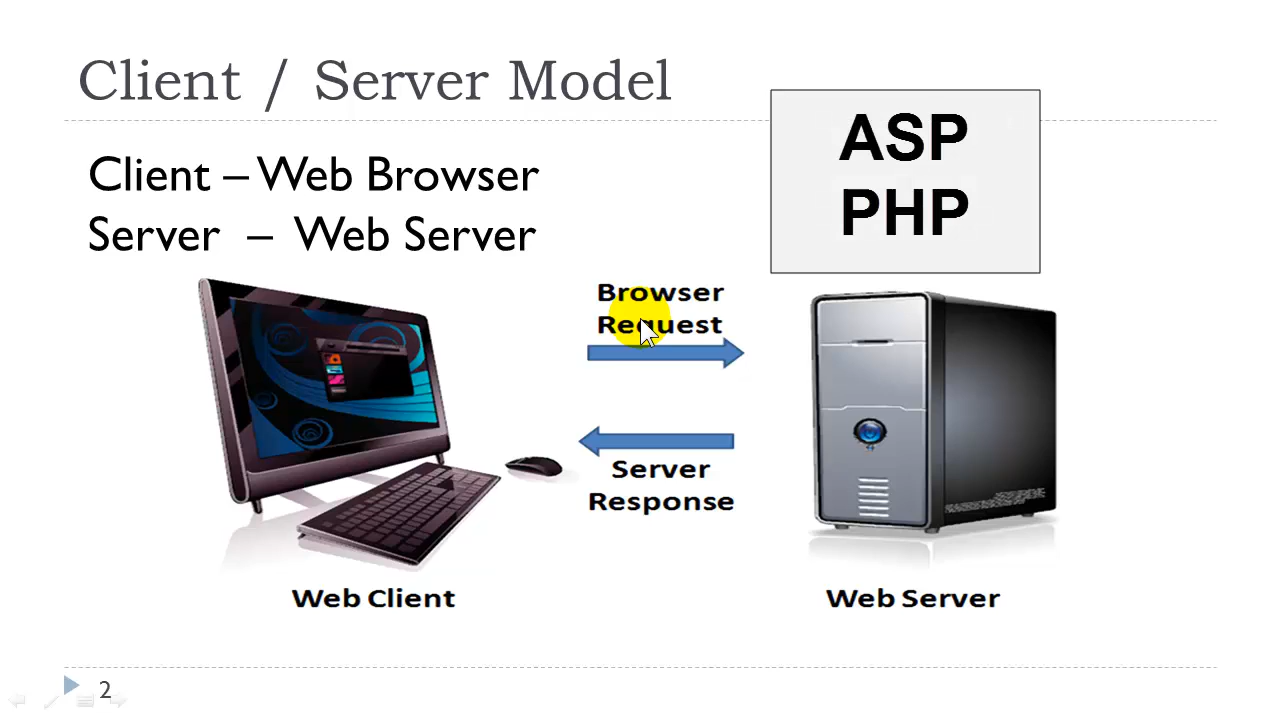 Client / Server Model
ASP
PHP
Client – Web Browser
Server – Web Server
Browser
Request
Server
Response
Web Client
Web Server
2